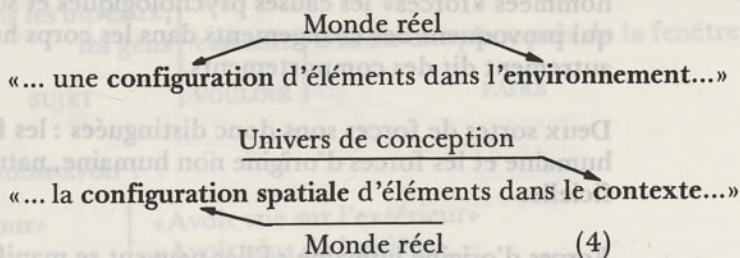 Monde réel
«... une configuration d'éléments dans l'environnement...»
Univers de conception
«... la configuration spatiale d'éléments dans le contexte...»
Monde réel (4)